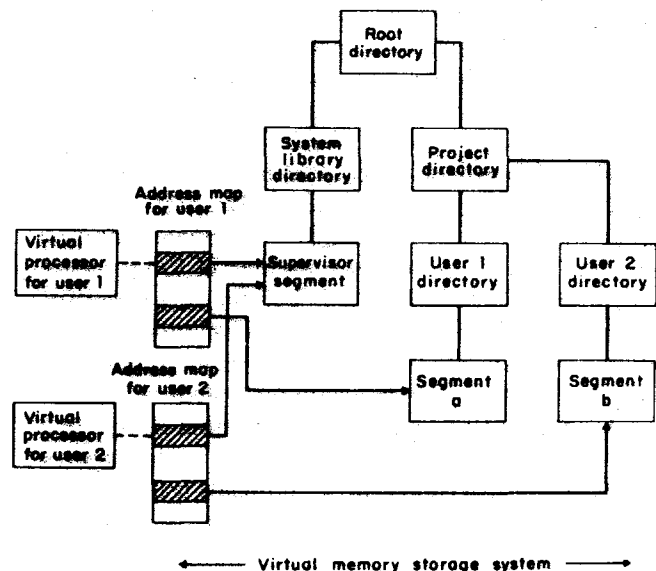 Root
directory
System
library
directory
Project
directory
Address map
for user 1
Virtual
processor
for user 1
Supervisor
segment
User 1
directory
User 2
directory
Address map
for user 2
Segment
a
Segment
b
Virtual
processor
for user 2
Virtual memory storage system